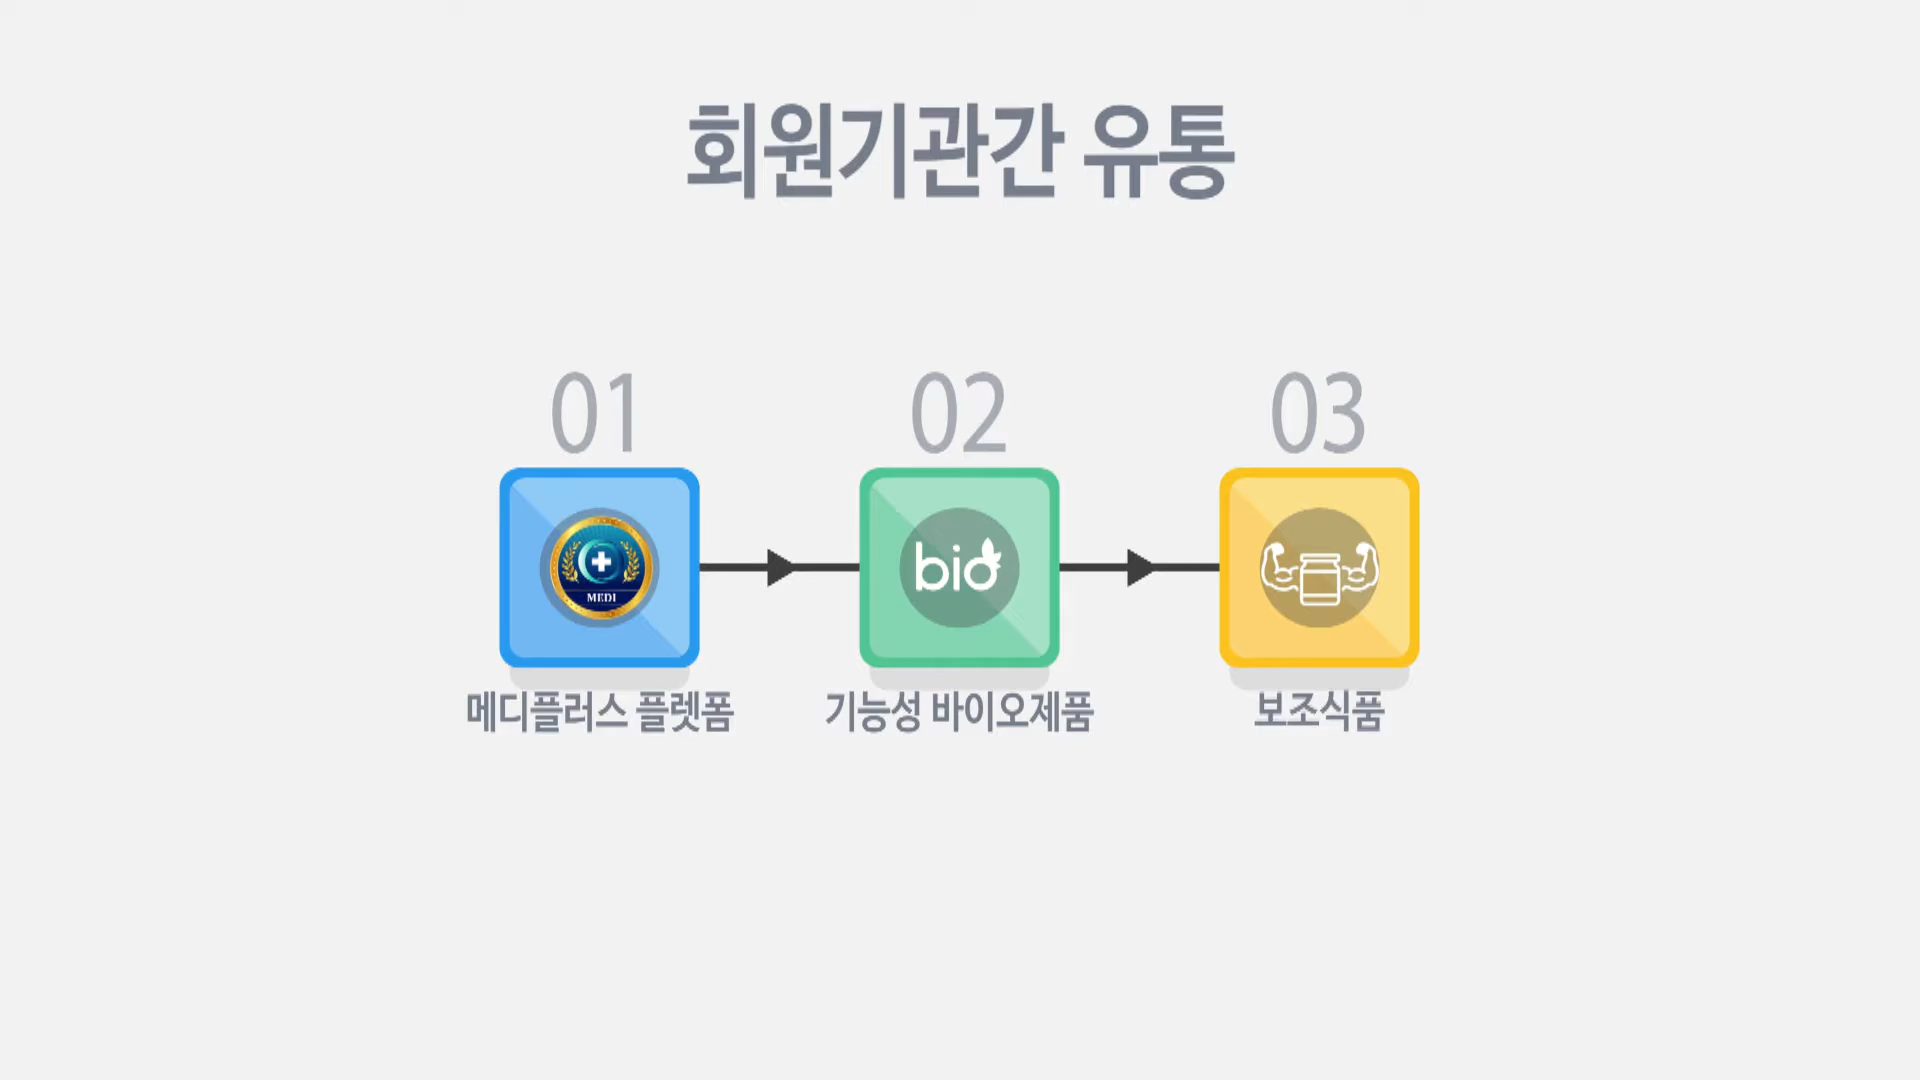 회원기관간 유통
01
02
03
MEDI
bio
메디플러스 플렛폼
기능성 바이오제품
보조식품